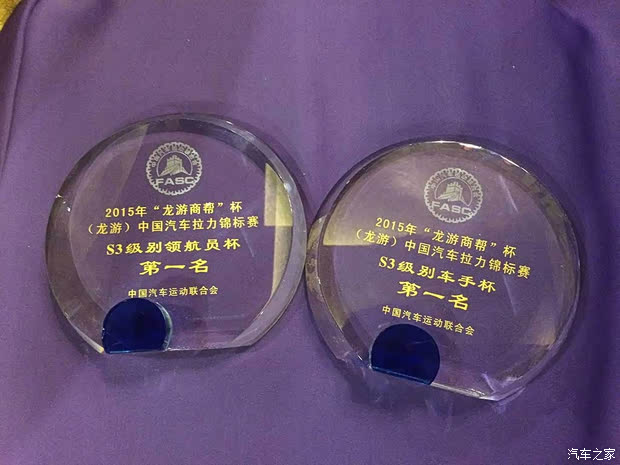 FASC
2015年“龙游商帮”杯
（龙游）中国汽车拉力锦标赛
S3级别领航员杯
第一名
中国汽车运动联合会
FASC
2015年“龙游商帮”杯
（龙游）中国汽车拉力锦标赛
S3级别车手杯
第一名
中国汽车运动联合会
汽车之家